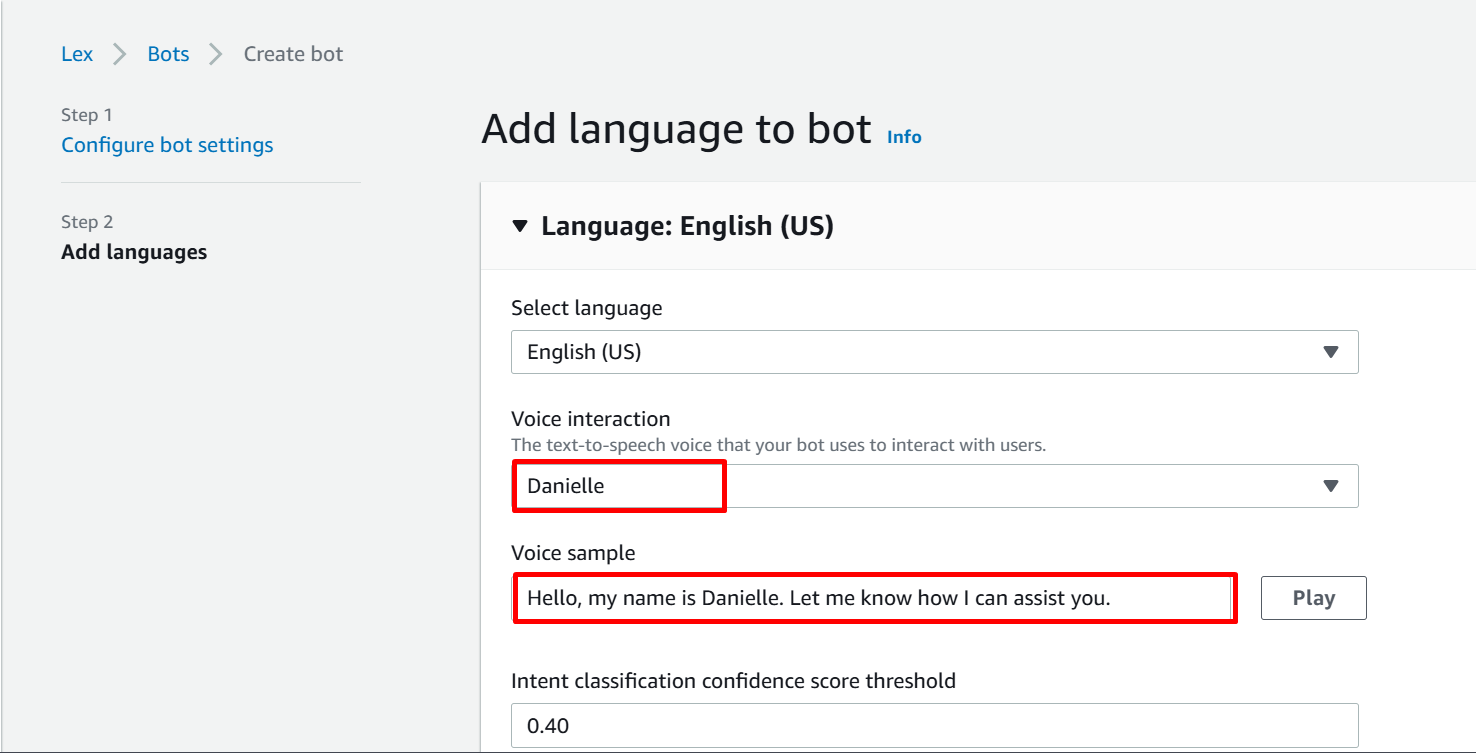 Lex > Bots > Create bot
Step 1
Configure bot settings
Step 2
Add languages
Add language to bot Info
Language: English (US)
Select language
English (US)
Voice interaction
The text-to-speech voice that your bot uses to interact with users.
Danielle
Voice sample
Hello, my name is Danielle. Let me know how I can assist you.
Play
Intent classification confidence score threshold
0.40